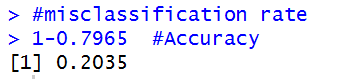 > #misclassification rate
> 1-0.7965  #Accuracy
[1] 0.2035